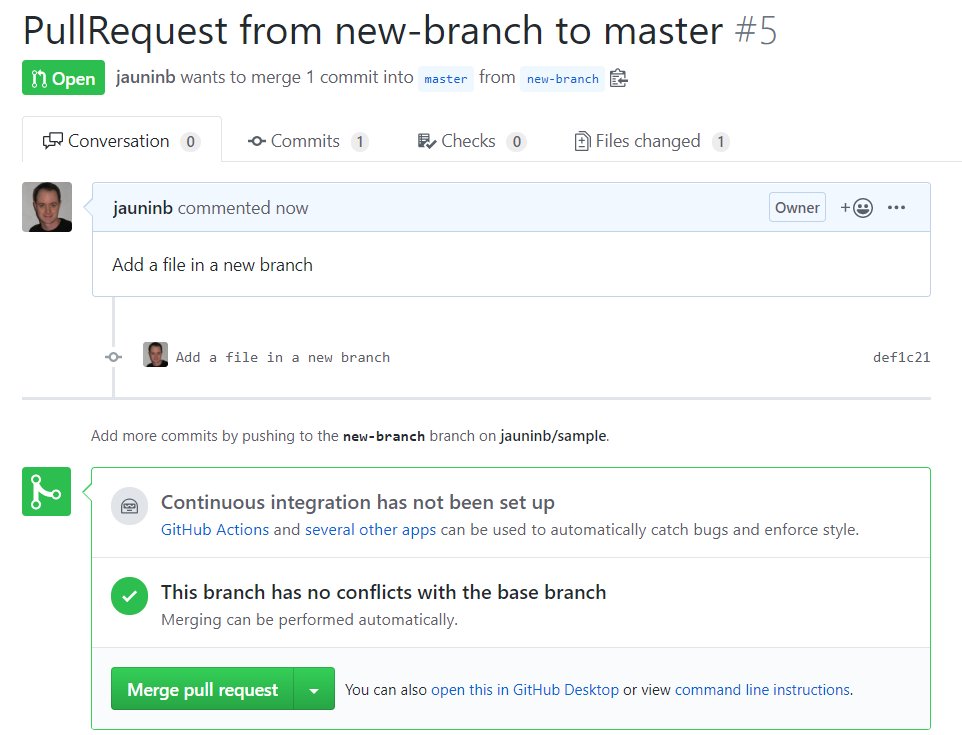 PullRequest from new-branch to master #5
Open jauninb wants to merge 1 commit into master from new-branch
Conversation 0 Commits 1 Checks 0 Files changed 1
jauninb commented now Owner +
Add a file in a new branch
Add a file in a new branch def1c21
Add more commits by pushing to the new-branch branch on jauninb/sample.
Continuous integration has not been set up
GitHub Actions and several other apps can be used to automatically catch bugs and enforce style.
This branch has no conflicts with the base branch
Merging can be performed automatically.
Merge pull request You can also open this in GitHub Desktop or view command line instructions.